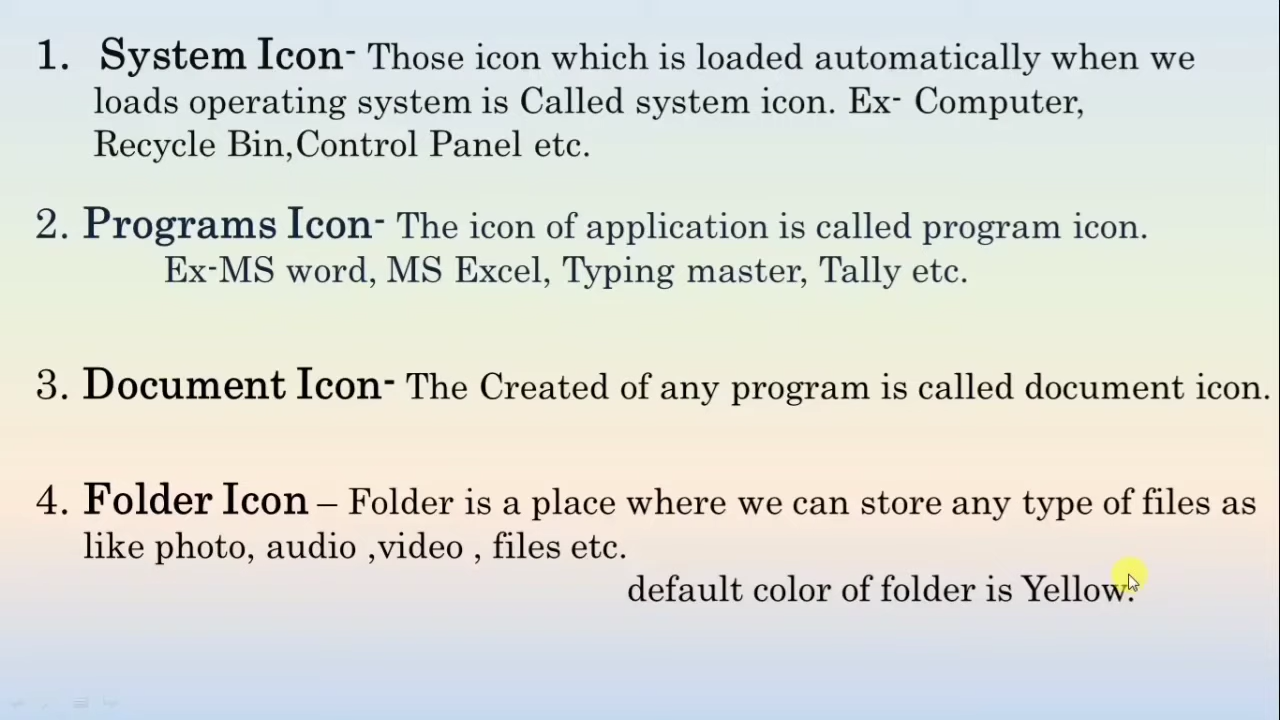 1. System Icon- Those icon which is loaded automatically when we
loads operating system is Called system icon. Ex- Computer,
Recycle Bin,Control Panel etc.
2. Programs Icon- The icon of application is called program icon.
Ex-MS word, MS Excel, Typing master, Tally etc.
3. Document Icon- The Created of any program is called document icon.
4. Folder Icon – Folder is a place where we can store any type of files as
like photo, audio ,video , files etc.
default color of folder is Yellow.